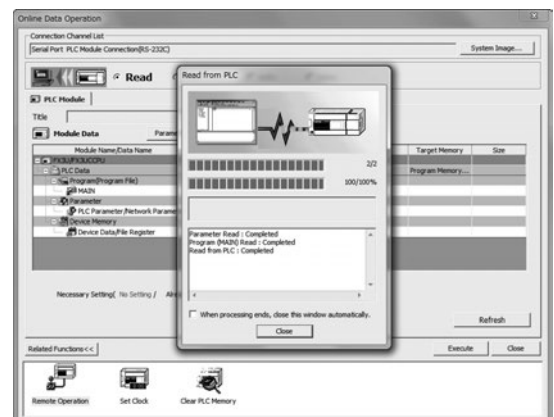 Online Data Operation
Connection Channel List
Serial Port PLC Module Connection(RS-232C)
System Image...
Read
Read from PLC
PLC Module
Title
Module Data
Module Name/Data Name
Target Memory
Size
FX3U/FX3UCCPU
PLC Data
Program Memory...
Program(Program File)
MAIN
Parameter
PLC Parameter/Network Parame
Device Memory
Device Data/File Register
2/2
100/100%
Parameter Read : Completed
Program (MAIN) Read : Completed
Read from PLC : Completed
Necessary Setting( No Setting /
When processing ends, close this window automatically.
Close
Refresh
Related Functions<<
Execute
Close
Remote Operation
Set Clock
Clear PLC Memory